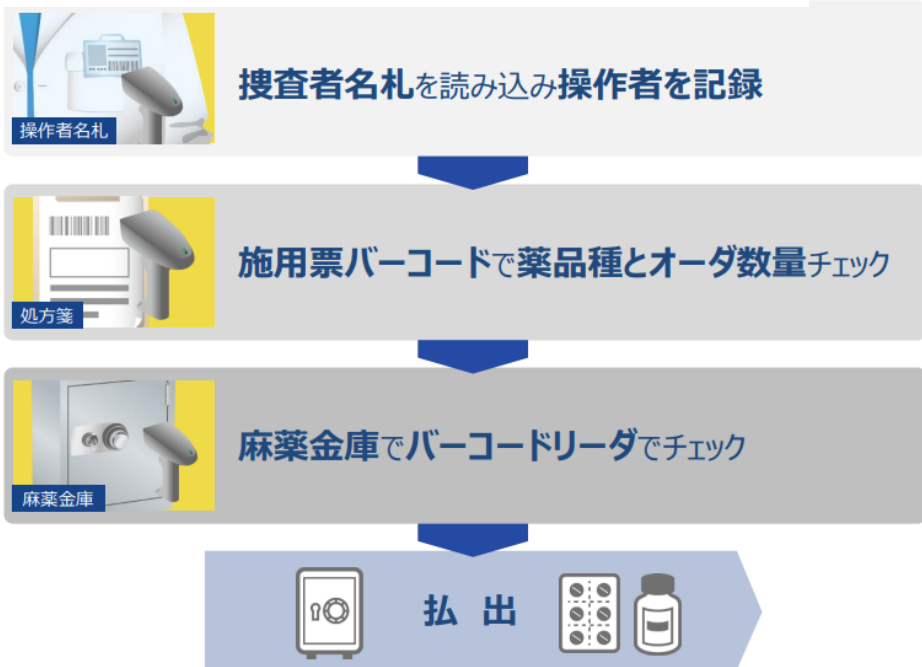 捜査者名札を読み込み操作者を記録
操作者名札
施用票バーコードで薬品種とオーダ数量チェック
処方箋
麻薬金庫でバーコードリーダでチェック
麻薬金庫
払 出